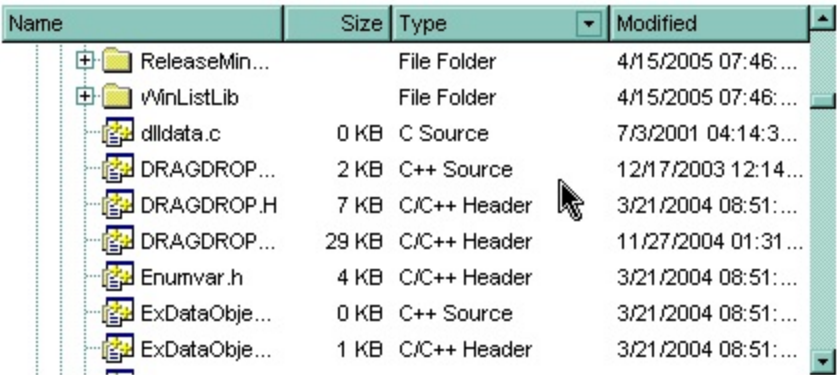 Name Size Type Modified
ReleaseMin... File Folder 4/15/2005 07:46:...
WinListLib File Folder 4/15/2005 07:46:...
dlldata.c 0 KB C Source 7/3/2001 04:14:3...
DRAGDROP... 2 KB C++ Source 12/17/2003 12:14...
DRAGDROP.H 7 KB C/C++ Header 3/21/2004 08:51:...
DRAGDROP... 29 KB C/C++ Header 11/27/2004 01:31...
Enumvar.h 4 KB C/C++ Header 3/21/2004 08:51:...
ExDataObje... 0 KB C++ Source 3/21/2004 08:51:...
ExDataObje... 1 KB C/C++ Header 3/21/2004 08:51:...